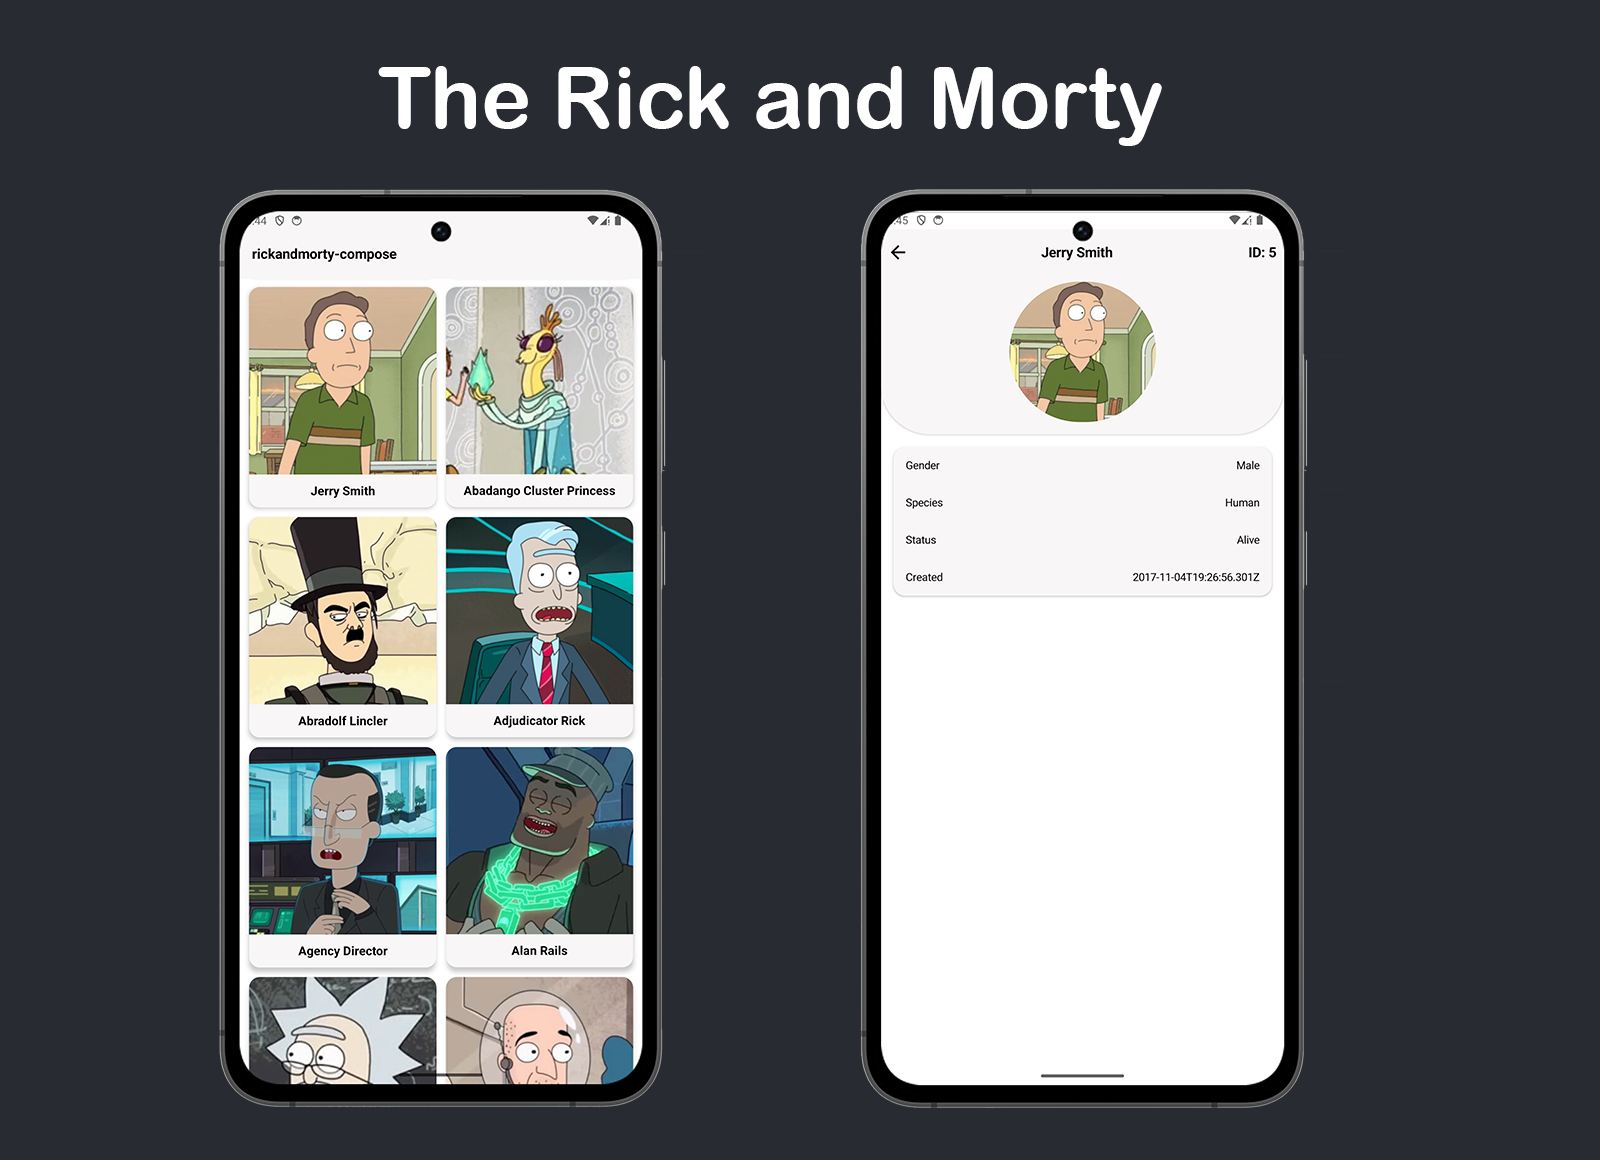 The Rick and Morty
:44
rickandmorty-compose
Jerry Smith
Abadango Cluster Princess
Abradolf Lincler
Adjudicator Rick
Agency Director
Alan Rails
:45
Jerry Smith
ID: 5
Gender
Male
Species
Human
Status
Alive
Created
2017-11-04T19:26:56.301Z